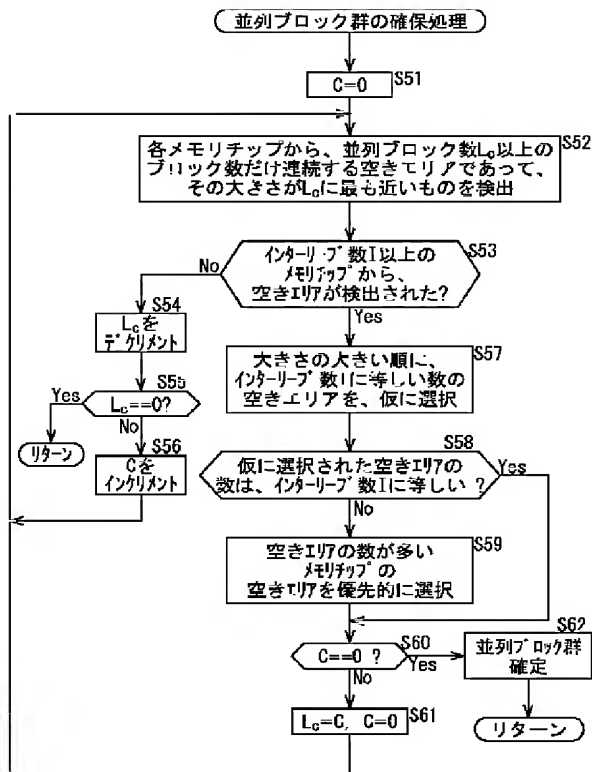 並列ブロック群の確保処理
C=0
S51
各メモリチップから、並列ブロック数Lc以上の
ブロック数だけ連続する空きエリアであって、
その大きさがLcに最も近いものを検出
S52
インターリーブ数I以上の
メモリチップから、
空きエリアが検出された?
S53
No
Yes
S54
Lcを
デクリメント
S55
Lc==0?
Yes
No
リターン
S56
Cを
インクリメント
S57
大きさの大きい順に、
インターリーブ数Iに等しい数の
空きエリアを、仮に選択
S58
仮に選択された空きエリアの
数は、インターリーブ数Iに等しい?
Yes
No
S59
空きエリアの数が多い
メモリチップの
空きエリアを優先的に選択
S60
C==0 ?
Yes
No
S62
並列ブロック群
確定
リターン
Lc=C, C=0
S61